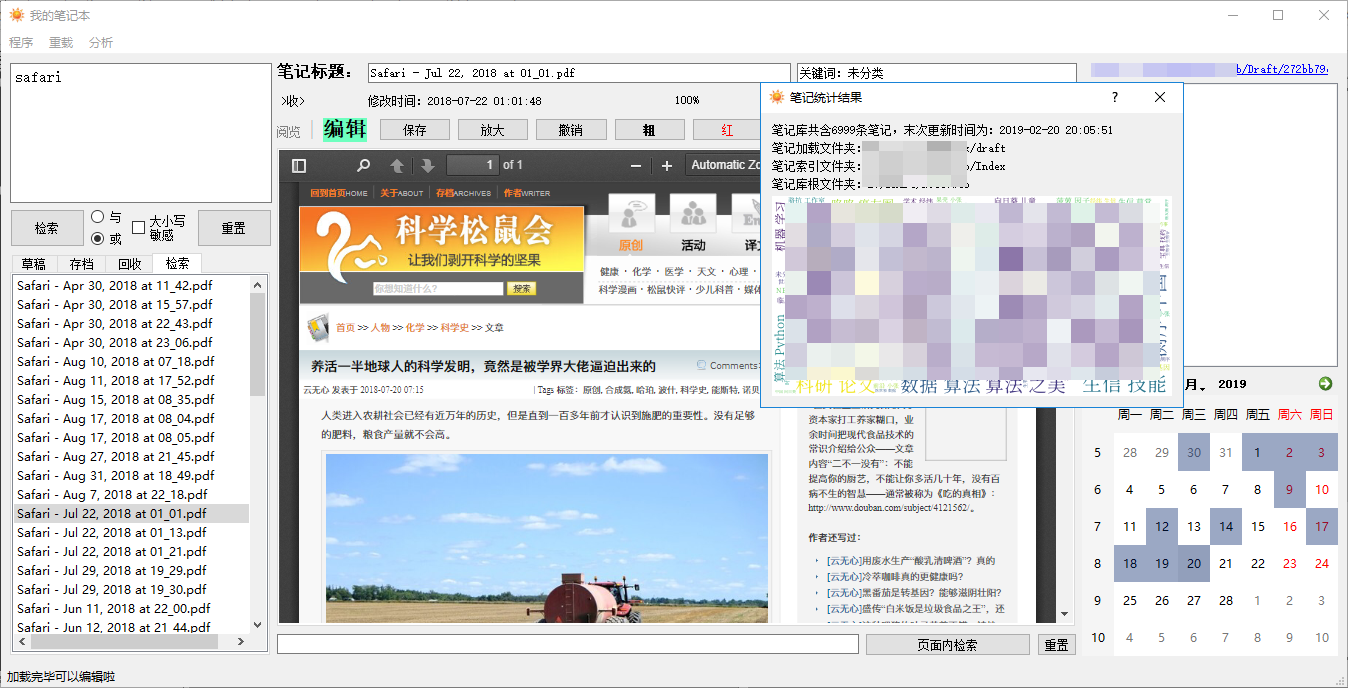 我的笔记本
程序 重载 分析
safari
检索
与
或
大小写
敏感
重置
草稿 存档 回收 检索
Safari - Apr 30, 2018 at 11_42.pdf
Safari - Apr 30, 2018 at 15_57.pdf
Safari - Apr 30, 2018 at 22_43.pdf
Safari - Apr 30, 2018 at 23_06.pdf
Safari - Aug 10, 2018 at 07_18.pdf
Safari - Aug 11, 2018 at 17_52.pdf
Safari - Aug 15, 2018 at 08_35.pdf
Safari - Aug 17, 2018 at 08_04.pdf
Safari - Aug 17, 2018 at 08_05.pdf
Safari - Aug 27, 2018 at 21_45.pdf
Safari - Aug 31, 2018 at 18_49.pdf
Safari - Aug 7, 2018 at 22_18.pdf
Safari - Jul 22, 2018 at 01_01.pdf
Safari - Jul 22, 2018 at 01_13.pdf
Safari - Jul 22, 2018 at 01_21.pdf
Safari - Jul 29, 2018 at 19_29.pdf
Safari - Jul 29, 2018 at 19_30.pdf
Safari - Jun 11, 2018 at 22_00.pdf
Safari - Jun 12, 2018 at 21_44.pdf
加载完毕可以编辑啦
笔记标题: Safari - Jul 22, 2018 at 01_01.pdf
关键词: 未分类
b/Draft/272bb79
>收> 修改时间: 2018-07-22 01:01:48 100%
阅览 编辑 保存 放大 撤销 粗 红
1 of 1 Automatic Zo
回到首页HOME 关于ABOUT 存档ARCHIVES 作者WRITER
科学松鼠会
让我们剥开科学的坚果
你想知道什么?
搜索
原创 活动 译
健康 · 化学 · 医学 · 天文 · 心理 ·
科学漫画 · 松鼠快评 · 少儿科普 · 媒体
首页 >> 人物 >> 化学 >> 科学史 >> 文章
养活一半地球人的科学发明，竟然是被学界大佬逼迫出来的
Comments
云无心 发表于 2018-07-20 07:15
| Tags 标签: 原创, 合成氨, 哈珀, 波什, 科学史, 能斯特, 诺贝
人类进入农耕社会已经有近万年的历史，但是直到一百多年前才认识到施肥的重要性。没有足够
的肥料，粮食产量就不会高。
资本家打工养家糊口，业
余时间把现代食品技术的
常识介绍给公众——文章
内容“二不一没有”：不能
提高你的厨艺，不能让你多活几十年，没有百
病不生的智慧——通常被称为《吃的真相》：
http://www.douban.com/subject/4121562/。
作者还写过：
[云无心]用废水生产“酸乳清啤酒”？真的
[云无心]冷萃咖啡真的更健康吗?
[云无心]黑番茄是转基因？能够滋阴壮阳?
[云无心]盛传“白米饭是垃圾食品之王”，还
页面内检索 重置
笔记统计结果
?
笔记库共含6999条笔记，末次更新时间为: 2019-02-20 20:05:51
笔记加载文件夹: /draft
笔记索引文件夹: /Index
笔记库根文件夹:
机器 学习
算法 Python
科研 论文 数据 算法 算法之美 生信 技能
月 2019
周一 周二 周三 周四 周五 周六 周日
5 28 29 30 31 1 2 3
6 4 5 6 7 8 9 10
7 11 12 13 14 15 16 17
8 18 19 20 21 22 23 24
9 25 26 27 28 1 2 3
10 4 5 6 7 8 9 10